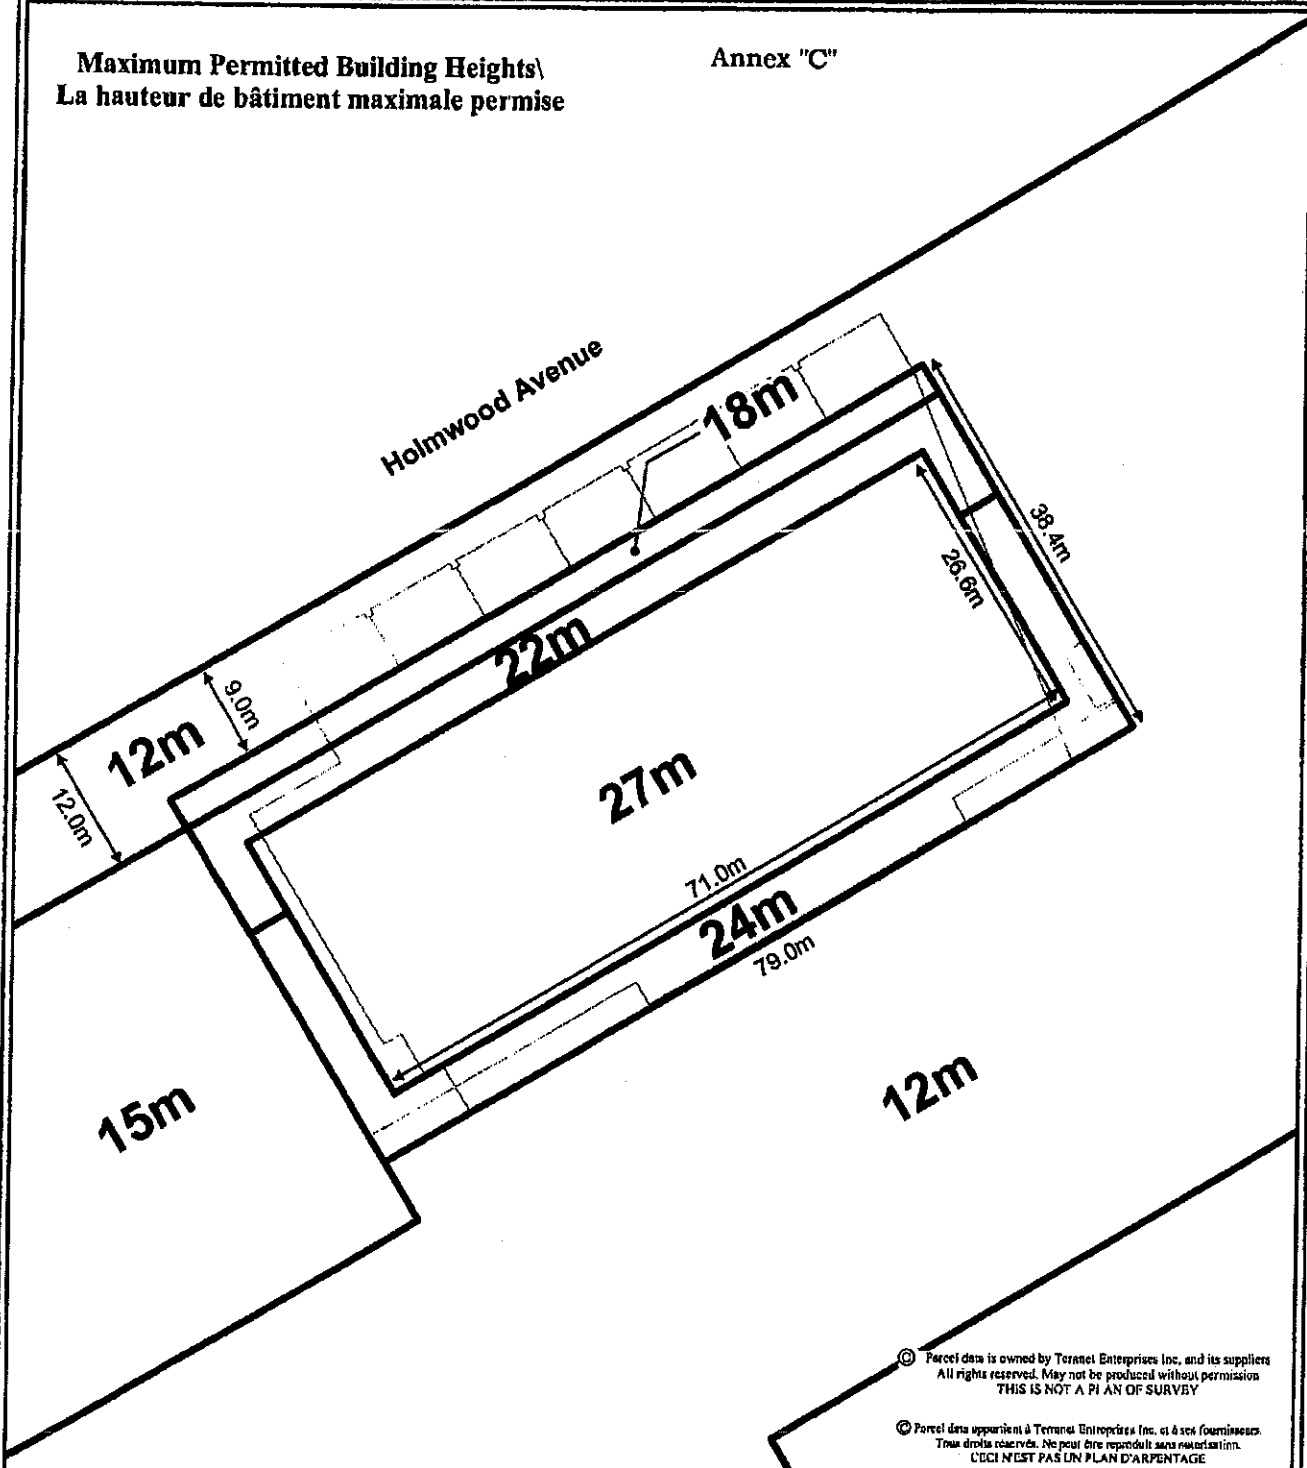 Maximum Permitted Building Heights\
La hauteur de bâtiment maximale permise
Annex "C"
Holmwood Avenue
18m
38.4m
26.6m
22m
9.0m
12m
12.0m
27m
71.0m
24m
79.0m
15m
12m
© Parcel data is owned by Teranet Enterprises Inc. and its suppliers
All rights reserved. May not be produced without permission
THIS IS NOT A PLAN OF SURVEY
© Parcel data appartient à Teranet Entreprises Inc. et à ses fournisseurs.
Tous droits réservés. Ne peut être reproduit sans autorisation.
CECI N'EST PAS UN PLAN D'ARPENTAGE